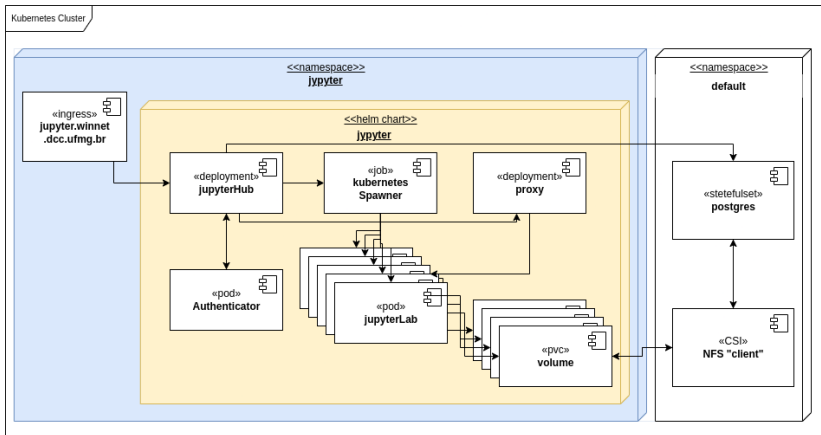 Kubernetes Cluster
<<namespace>>
jypyter
<<namespace>>
default
«ingress»
jupyter.winnet
.dcc.ufmg.br
<<helm chart>>
jypyter
«deployment»
jupyterHub
«job»
kubernetes
Spawner
«deployment»
proxy
«stetefulset»
postgres
«pod»
Authenticator
«pod»
jupyterLab
«pvc»
volume
«CSI»
NFS "client"